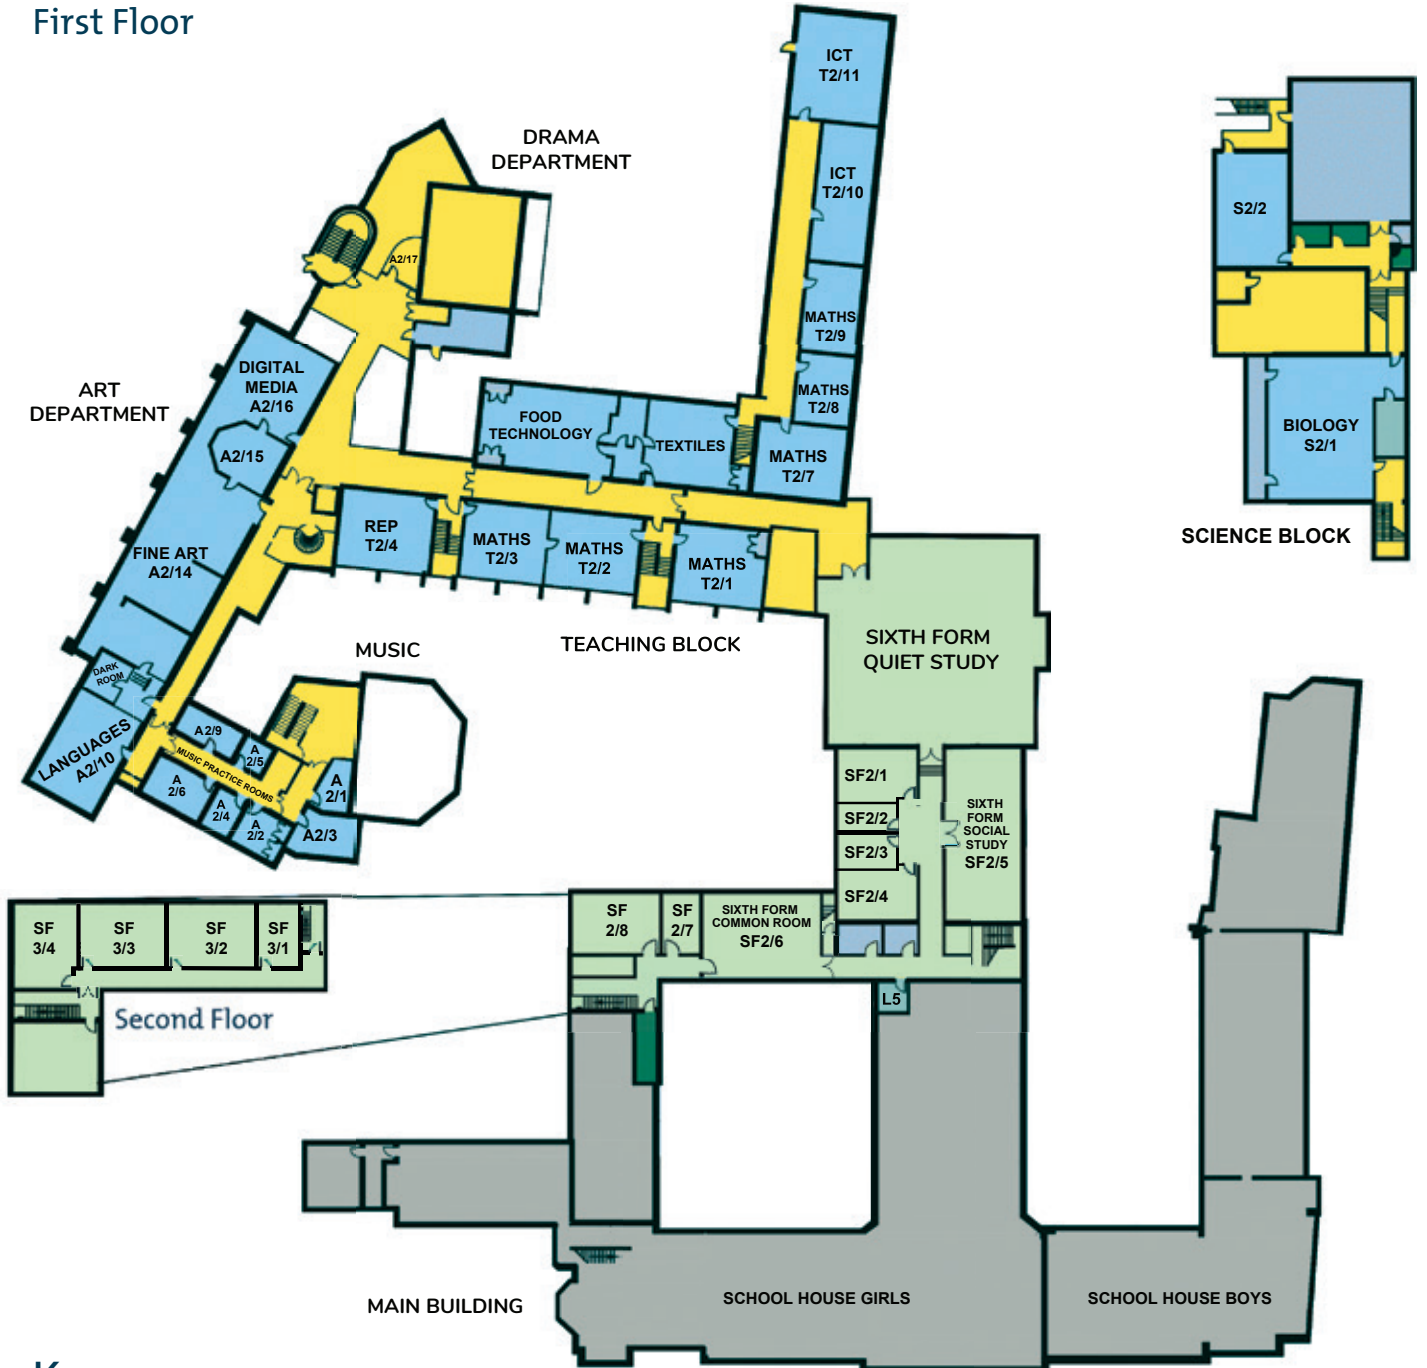 First Floor
ICT
T2/11
DRAMA
DEPARTMENT
ICT
T2/10
S2/2
A2/17
MATHS
T2/9
DIGITAL
MEDIA
A2/16
ART
DEPARTMENT
MATHS
T2/8
FOOD
TECHNOLOGY
TEXTILES
BIOLOGY
S2/1
A2/15
MATHS
T2/7
REP
T2/4
MATHS
T2/3
MATHS
T2/2
MATHS
T2/1
SCIENCE BLOCK
FINE ART
A2/14
SIXTH FORM
QUIET STUDY
MUSIC
TEACHING BLOCK
DARK
ROOM
LANGUAGES
A2/10
A2/9
A
2/5
MUSIC PRACTICE ROOMS
A
2/6
A
2/4
A
2/2
A
2/1
A2/3
SF2/1
SF2/2
SF2/3
SF2/4
SIXTH
FORM
SOCIAL
STUDY
SF2/5
SF
3/4
SF
3/3
SF
3/2
SF
3/1
SF
2/8
SF
2/7
SIXTH FORM
COMMON ROOM
SF2/6
L5
Second Floor
MAIN BUILDING
SCHOOL HOUSE GIRLS
SCHOOL HOUSE BOYS